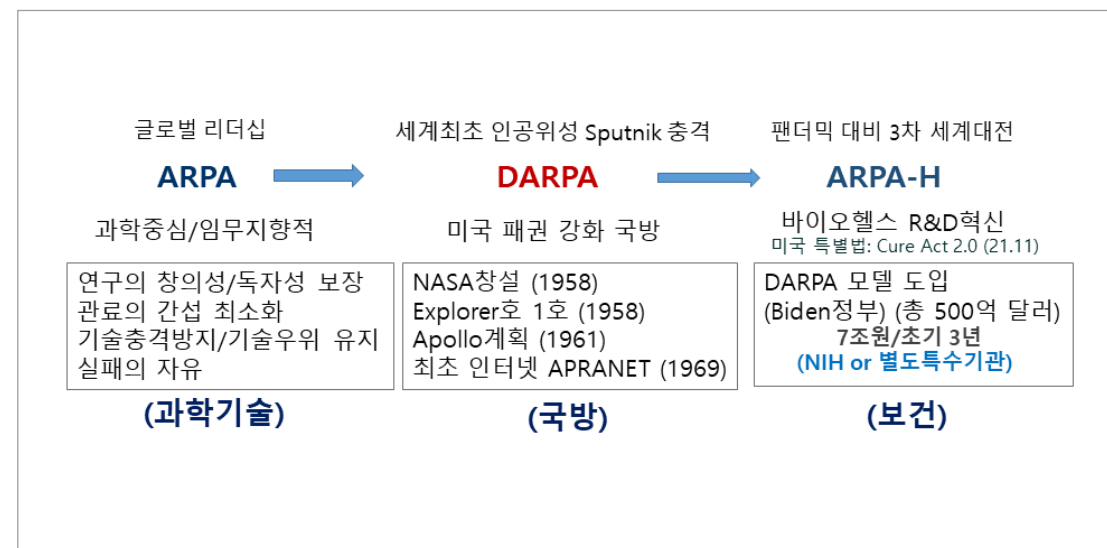 글로벌 리더십
ARPA
과학중심/임무지향적
연구의 창의성/독자성 보장
관료의 간섭 최소화
기술충격방지/기술우위 유지
실패의 자유
(과학기술)
세계최초 인공위성 Sputnik 충격
DARPA
미국 패권 강화 국방
NASA창설 (1958)
Explorer호 1호 (1958)
Apollo계획 (1961)
최초 인터넷 APRANET (1969)
(국방)
팬더믹 대비 3차 세계대전
ARPA-H
바이오헬스 R&D혁신
미국 특별법: Cure Act 2.0 (21.11)
DARPA 모델 도입
(Biden정부) (총 500억 달러)
7조원/초기 3년
(NIH or 별도특수기관)
(보건)